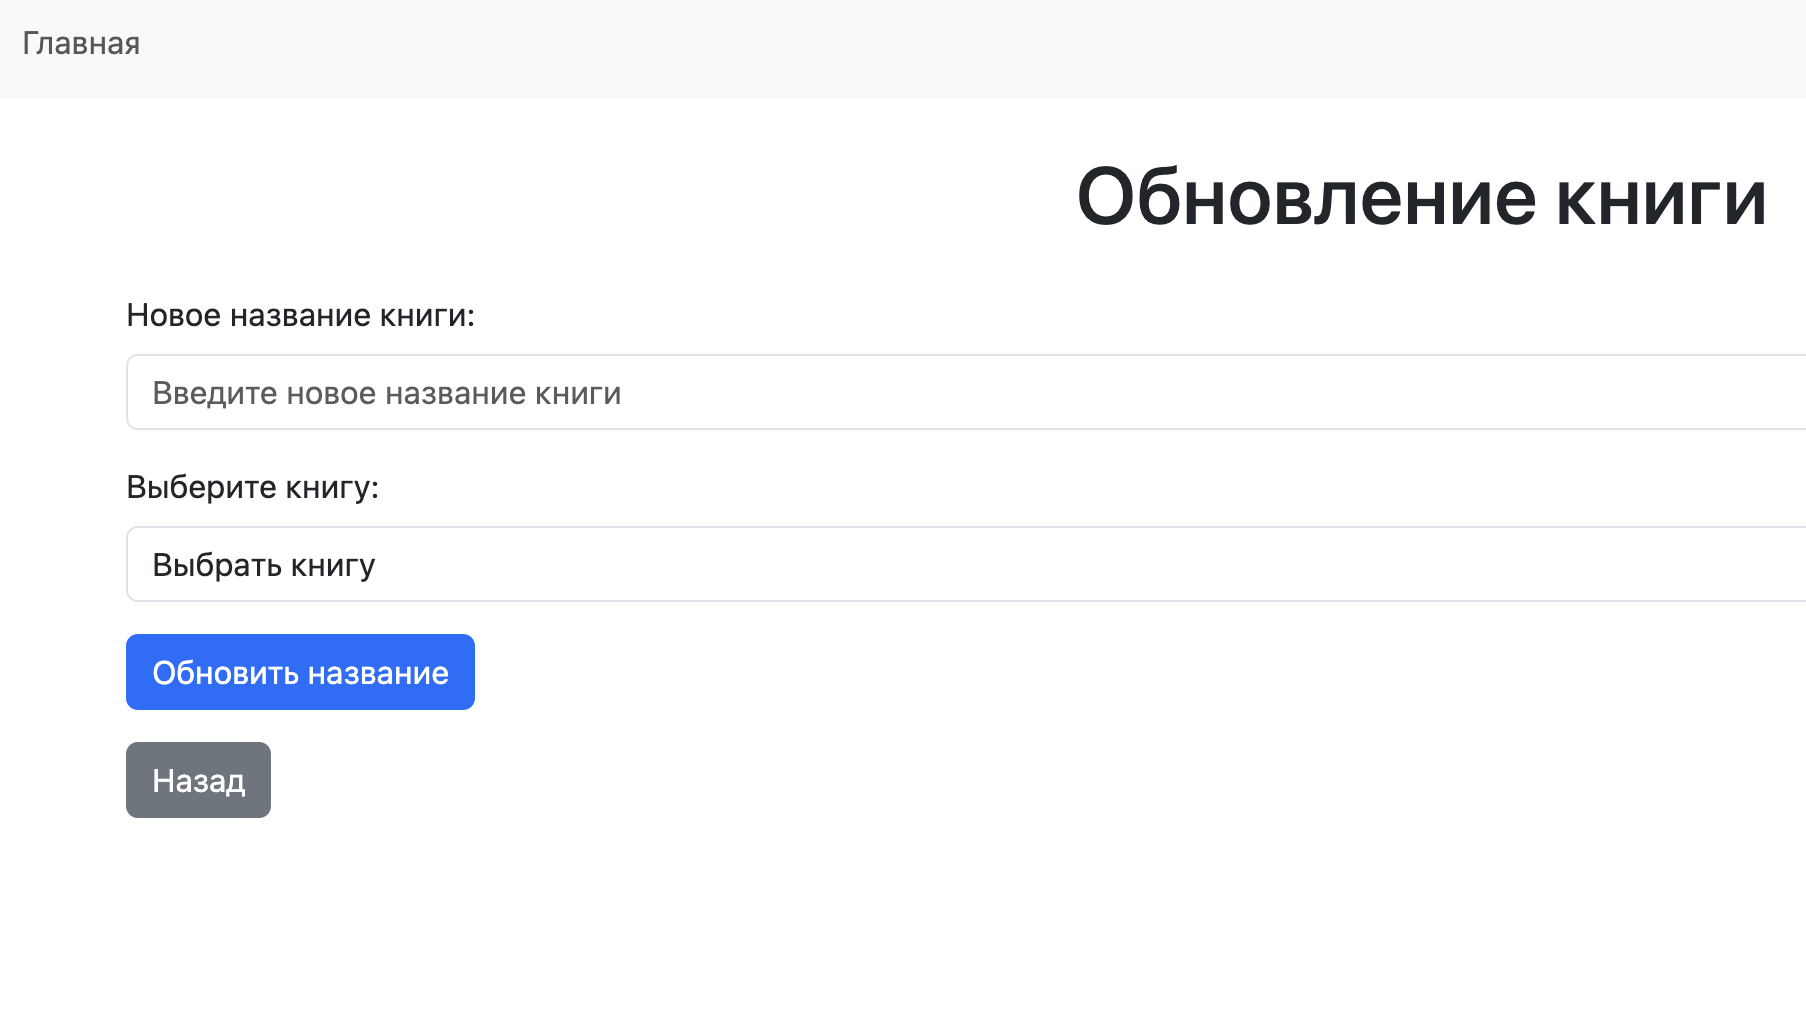 Главная
Обновление книги
Новое название книги:
Введите новое название книги
Выберите книгу:
Выбрать книгу
Обновить название
Назад